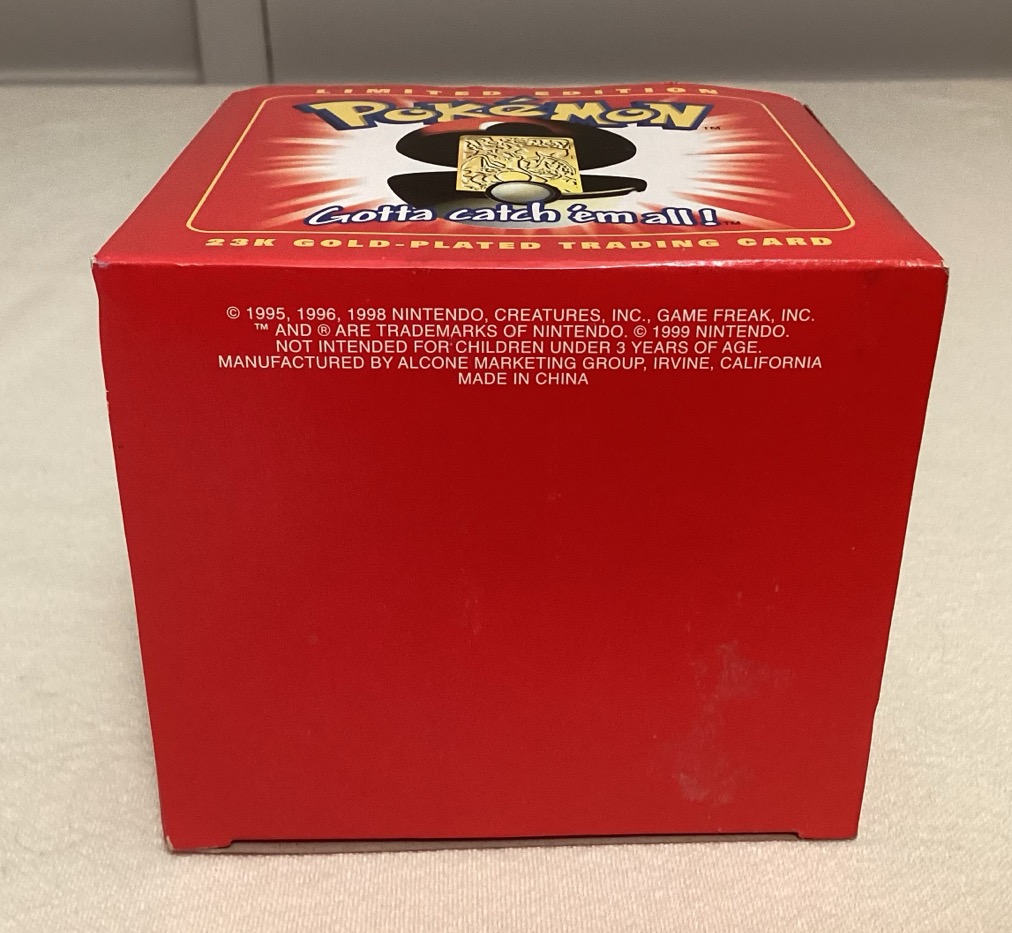 LIMITED EDITION
POKéMON™
Gotta catch 'em all!™
23K GOLD-PLATED TRADING CARD
© 1995, 1996, 1998 NINTENDO, CREATURES, INC., GAME FREAK, INC.
™ AND ® ARE TRADEMARKS OF NINTENDO. © 1999 NINTENDO.
NOT INTENDED FOR CHILDREN UNDER 3 YEARS OF AGE.
MANUFACTURED BY ALCONE MARKETING GROUP, IRVINE, CALIFORNIA
MADE IN CHINA